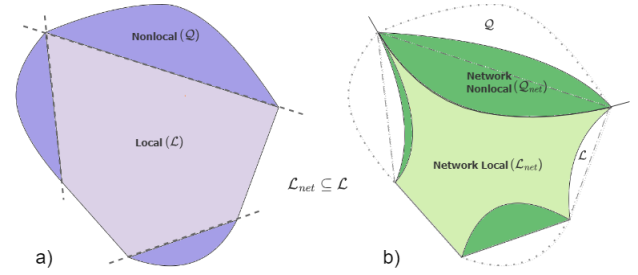 Nonlocal (𝒬)
Local (ℒ)
a)
ℒ_net ⊆ ℒ
𝒬
Network
Nonlocal (𝒬_net)
Network Local (ℒ_net)
ℒ
b)